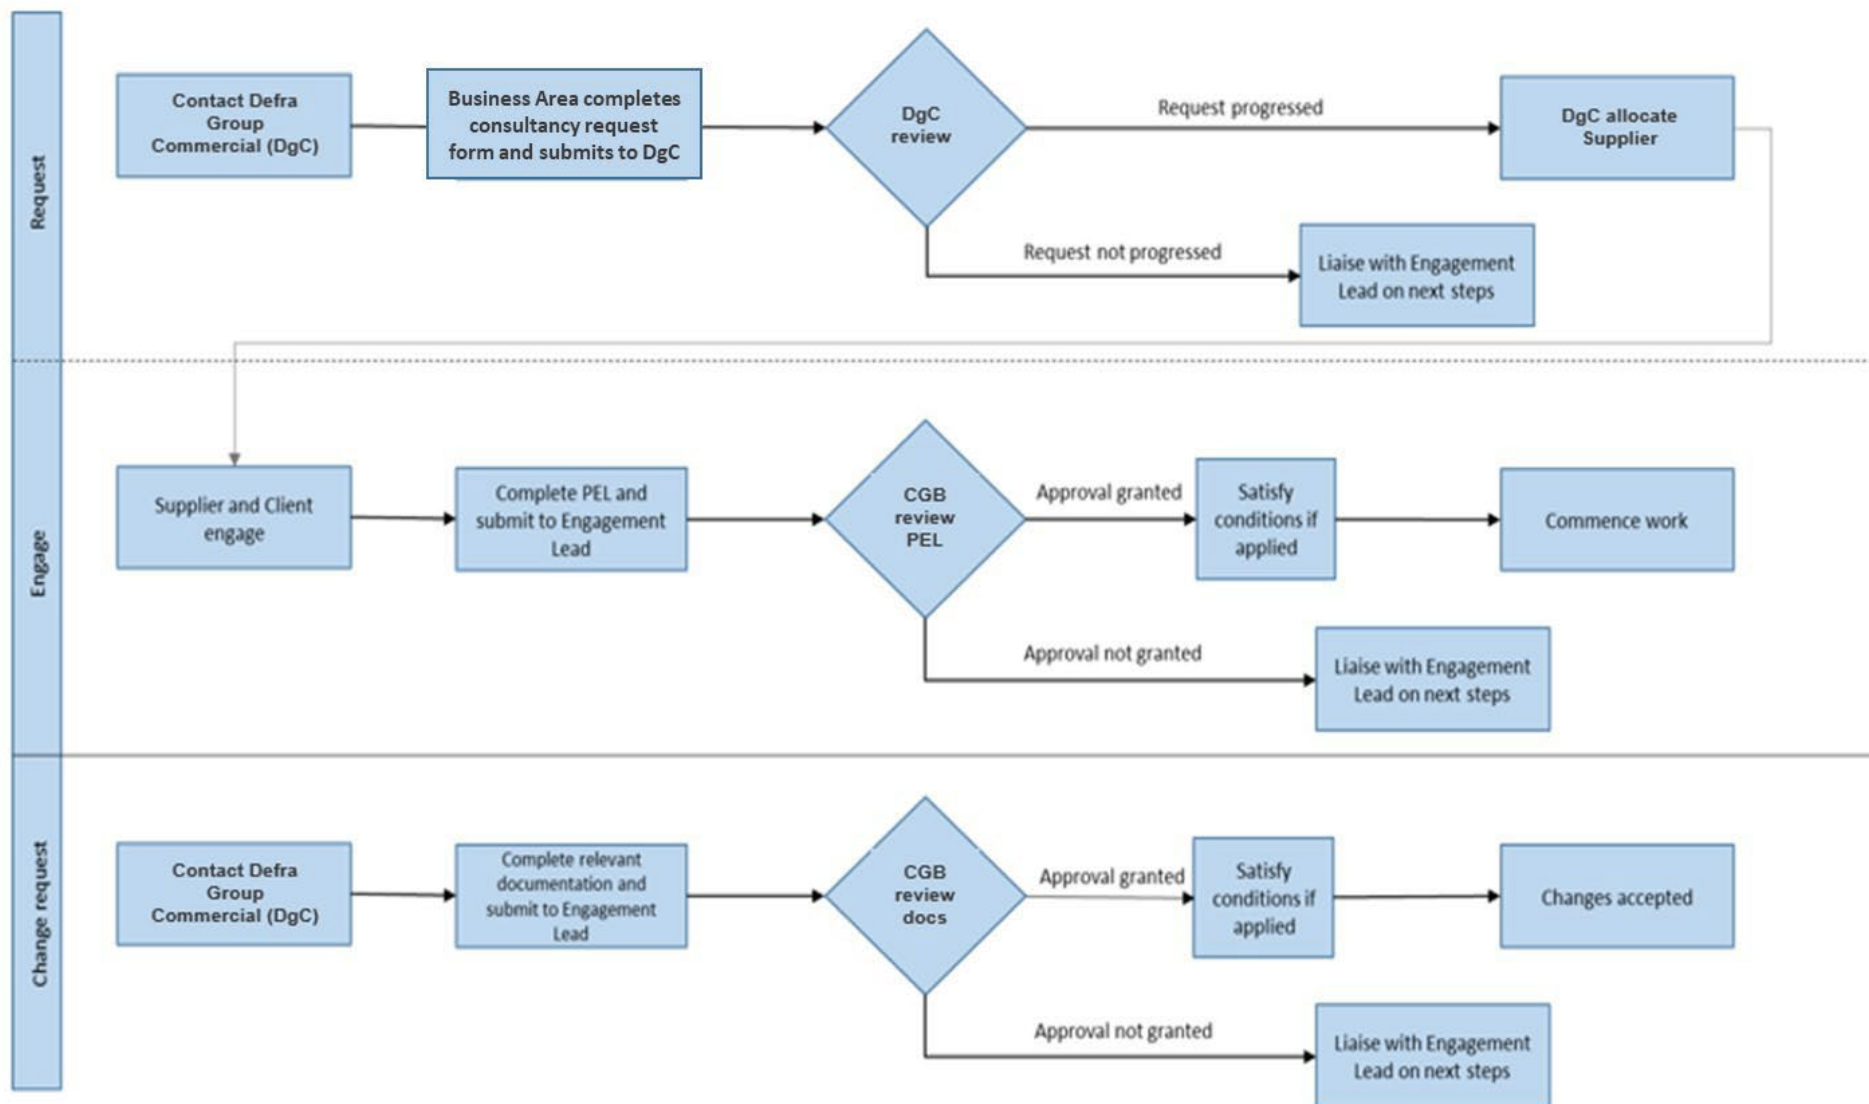 Request
Contact Defra
Group
Commercial (DgC)
Business Area completes
consultancy request
form and submits to DgC
DgC
review
Request progressed
DgC allocate
Supplier
Request not progressed
Liaise with Engagement
Lead on next steps
Engage
Supplier and Client
engage
Complete PEL and
submit to Engagement
Lead
CGB
review
PEL
Approval granted
Satisfy
conditions if
applied
Commence work
Approval not granted
Liaise with Engagement
Lead on next steps
Change request
Contact Defra
Group
Commercial (DgC)
Complete relevant
documentation and
submit to Engagement
Lead
CGB
review
docs
Approval granted
Satisfy
conditions if
applied
Changes accepted
Approval not granted
Liaise with Engagement
Lead on next steps